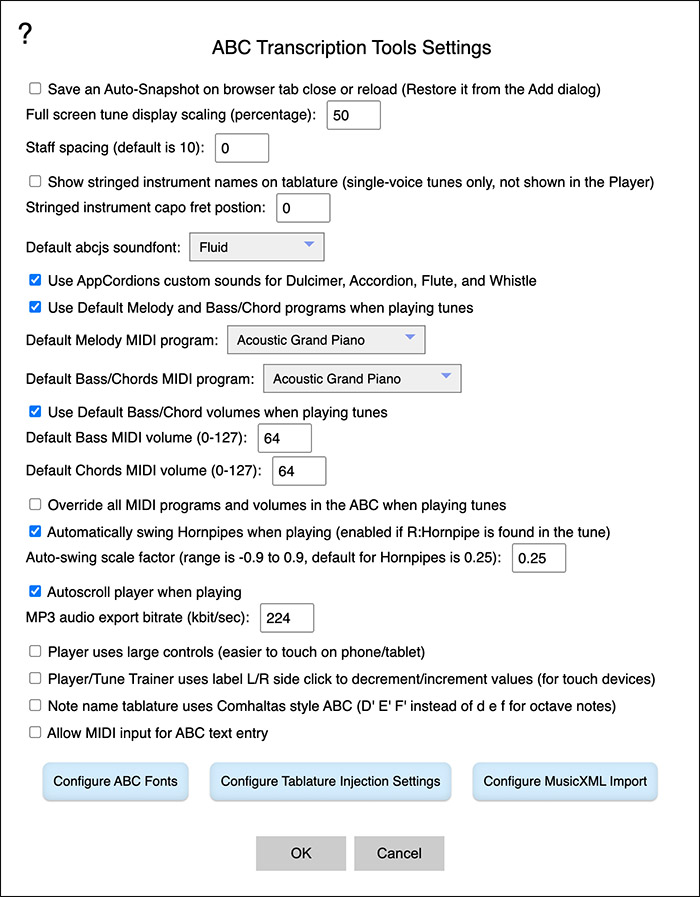 ?
ABC Transcription Tools Settings
Save an Auto-Snapshot on browser tab close or reload (Restore it from the Add dialog)
Full screen tune display scaling (percentage): 50
Staff spacing (default is 10): 0
Show stringed instrument names on tablature (single-voice tunes only, not shown in the Player)
Stringed instrument capo fret postion: 0
Default abcjs soundfont: Fluid
Use AppCordions custom sounds for Dulcimer, Accordion, Flute, and Whistle
Use Default Melody and Bass/Chord programs when playing tunes
Default Melody MIDI program: Acoustic Grand Piano
Default Bass/Chords MIDI program: Acoustic Grand Piano
Use Default Bass/Chord volumes when playing tunes
Default Bass MIDI volume (0-127): 64
Default Chords MIDI volume (0-127): 64
Override all MIDI programs and volumes in the ABC when playing tunes
Automatically swing Hornpipes when playing (enabled if R:Hornpipe is found in the tune)
Auto-swing scale factor (range is -0.9 to 0.9, default for Hornpipes is 0.25): 0.25
Autoscroll player when playing
MP3 audio export bitrate (kbit/sec): 224
Player uses large controls (easier to touch on phone/tablet)
Player/Tune Trainer uses label L/R side click to decrement/increment values (for touch devices)
Note name tablature uses Comhaltas style ABC (D' E' F' instead of d e f for octave notes)
Allow MIDI input for ABC text entry
Configure ABC Fonts Configure Tablature Injection Settings Configure MusicXML Import
OK Cancel